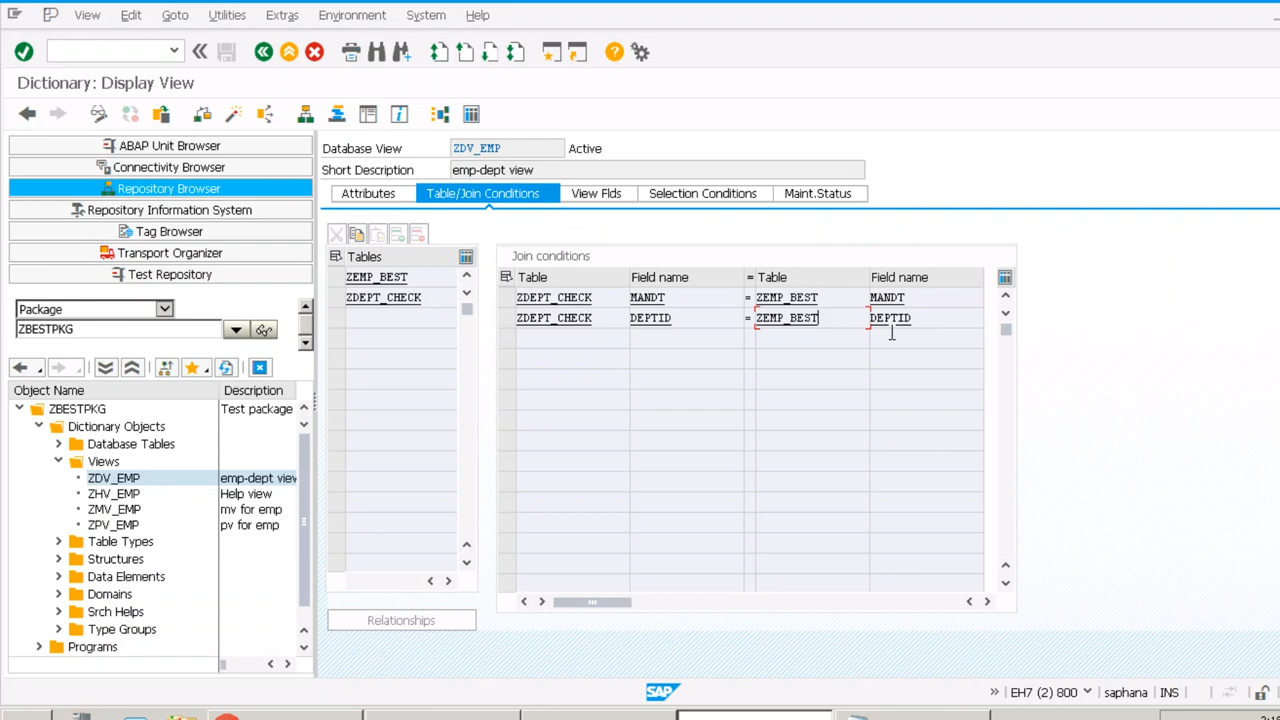 View Edit Goto Utilities Extras Environment System Help
Dictionary: Display View
ABAP Unit Browser
Connectivity Browser
Repository Browser
Repository Information System
Tag Browser
Transport Organizer
Test Repository
Package
ZBESTPKG
Object Name Description
ZBESTPKG Test package
Dictionary Objects
Database Tables
Views
ZDV_EMP emp-dept view
ZHV_EMP Help view
ZMV_EMP mv for emp
ZPV_EMP pv for emp
Table Types
Structures
Data Elements
Domains
Srch Helps
Type Groups
Programs
Database View ZDV_EMP Active
Short Description emp-dept view
Attributes Table/Join Conditions View Flds Selection Conditions Maint.Status
Tables
ZEMP_BEST
ZDEPT_CHECK
Relationships
Join conditions
Table Field name = Table Field name
ZDEPT_CHECK MANDT = ZEMP_BEST MANDT
ZDEPT_CHECK DEPTID = ZEMP_BEST DEPTID
SAP
EH7 (2) 800 saphana INS